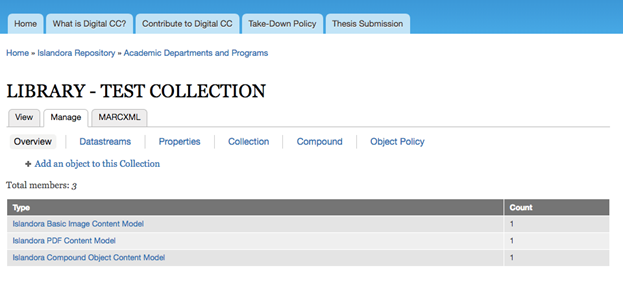 Home What is Digital CC? Contribute to Digital CC Take-Down Policy Thesis Submission
Home » Islandora Repository » Academic Departments and Programs
LIBRARY - TEST COLLECTION
View Manage MARCXML
Overview Datastreams Properties Collection Compound Object Policy
+ Add an object to this Collection
Total members: 3
Type Count
Islandora Basic Image Content Model 1
Islandora PDF Content Model 1
Islandora Compound Object Content Model 1